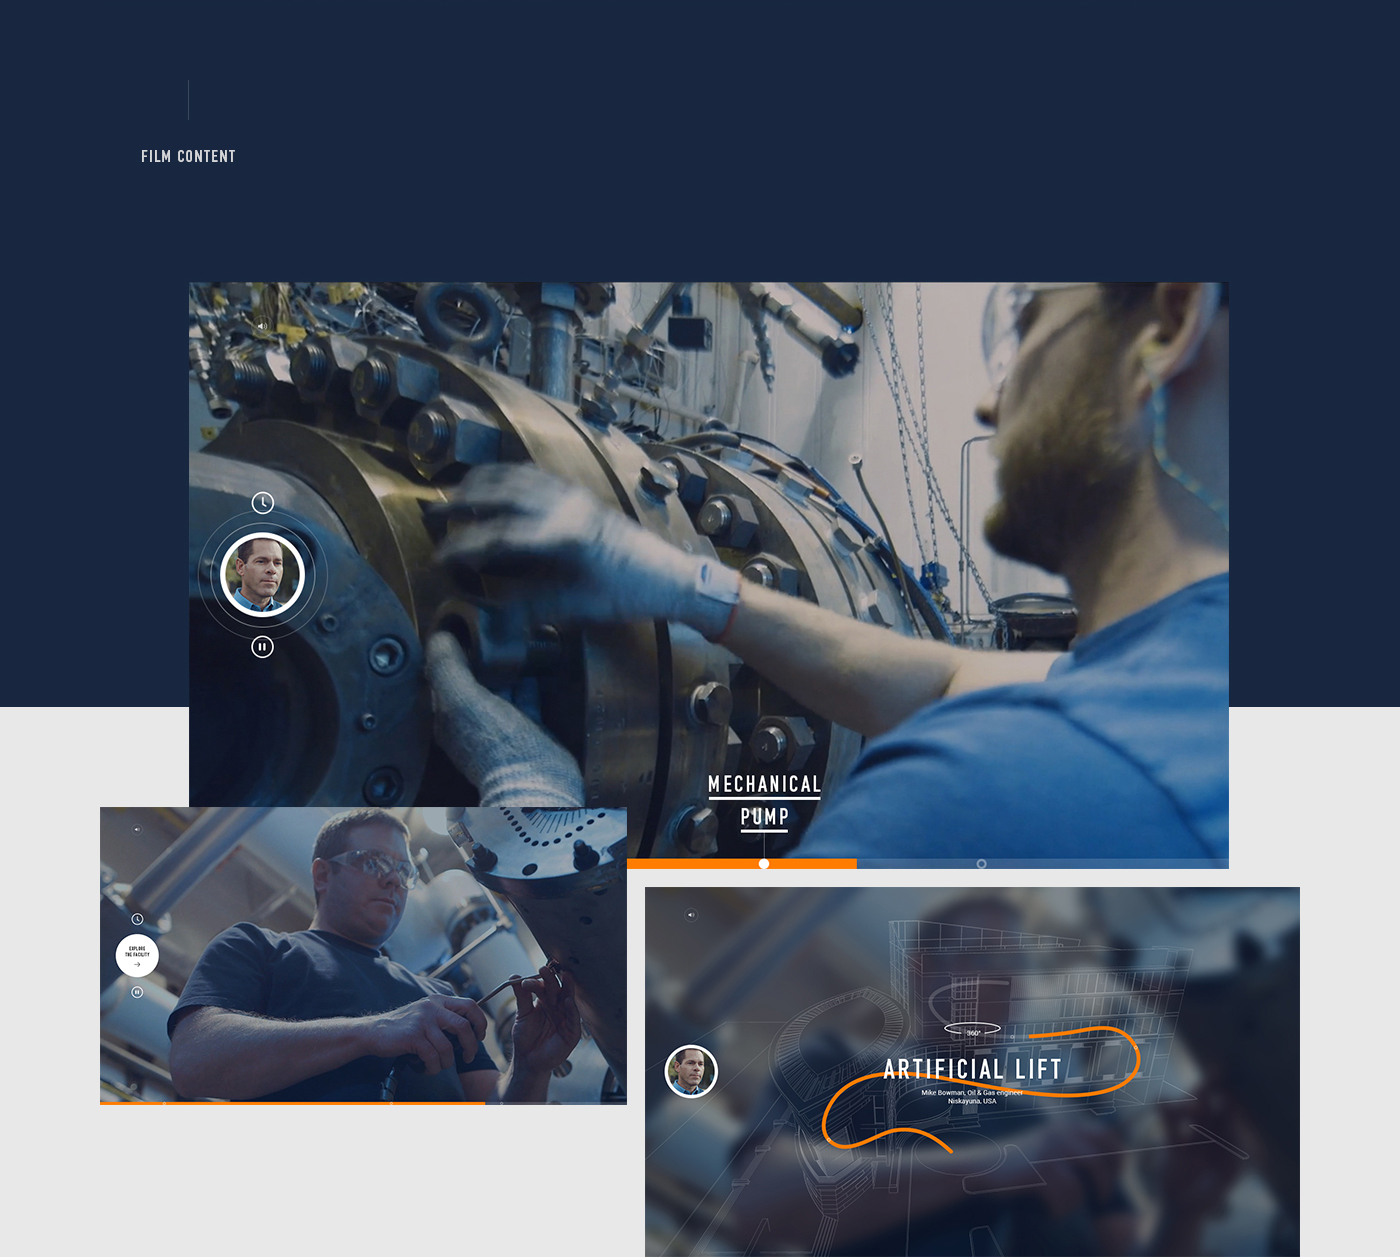 FILM CONTENT
MECHANICAL
PUMP
EXPLORE
THE FACILITY
360°
ARTIFICIAL LIFT
Mike Bowman, Oil & Gas engineer
Niskayuna, USA